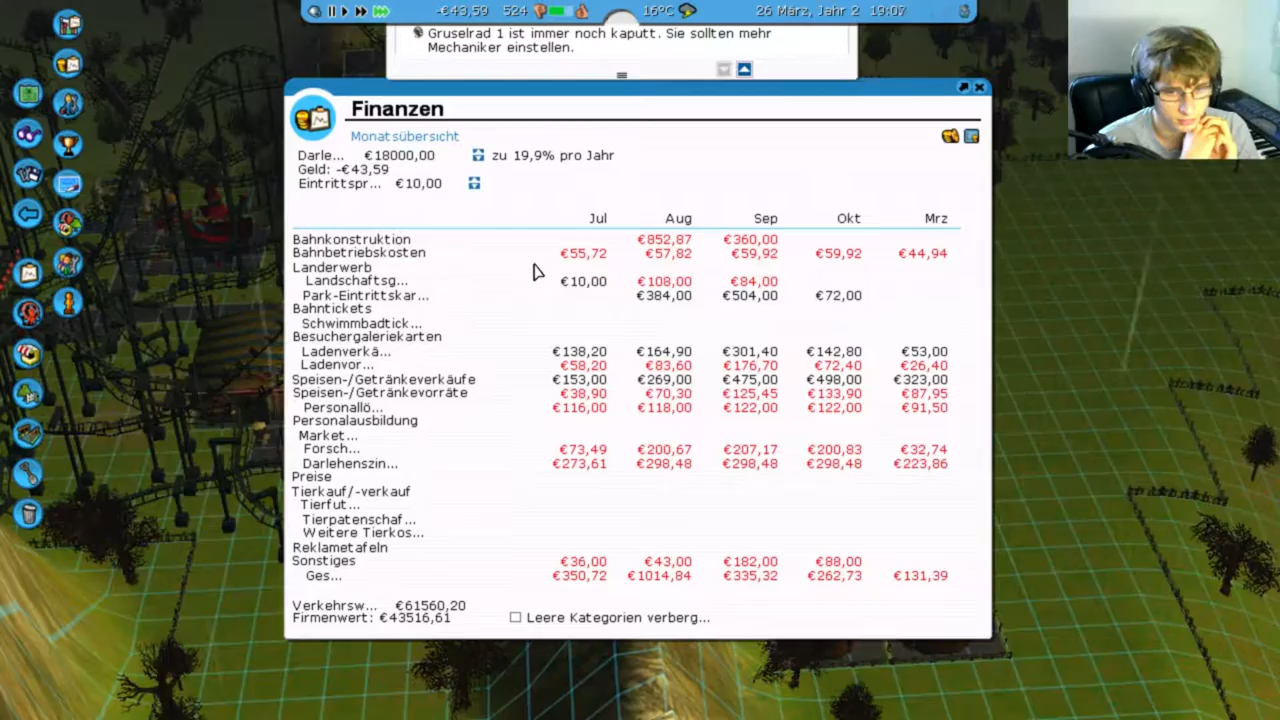 -€43,59 524 16°C 26 März, Jahr 2 19:07
Gruselrad 1 ist immer noch kaputt. Sie sollten mehr
Mechaniker einstellen.
Finanzen
Monatsübersicht
Darle... €18000,00 zu 19,9% pro Jahr
Geld: -€43,59
Eintrittspr... €10,00
Jul Aug Sep Okt Mrz
Bahnkonstruktion €852,87 €360,00
Bahnbetriebskosten €55,72 €57,82 €59,92 €59,92 €44,94
Landerwerb
Landschaftsg... €10,00 €108,00 €84,00
Park-Eintrittskar... €384,00 €504,00 €72,00
Bahntickets
Schwimmbadtick...
Besuchergaleriekarten
Ladenverkä... €138,20 €164,90 €301,40 €142,80 €53,00
Ladenvor... €58,20 €83,60 €176,70 €72,40 €26,40
Speisen-/Getränkeverkäufe €153,00 €269,00 €475,00 €498,00 €323,00
Speisen-/Getränkevorräte €38,90 €70,30 €125,45 €133,90 €87,95
Personallö... €116,00 €118,00 €122,00 €122,00 €91,50
Personalausbildung
Market...
Forsch... €73,49 €200,67 €207,17 €200,83 €32,74
Darlehenszin... €273,61 €298,48 €298,48 €298,48 €223,86
Preise
Tierkauf/-verkauf
Tierfut...
Tierpatenschaf...
Weitere Tierkos...
Reklametafeln
Sonstiges €36,00 €43,00 €182,00 €88,00
Ges... €350,72 €1014,84 €335,32 €262,73 €131,39
Verkehrsw... €61560,20
Firmenwert: €43516,61 Leere Kategorien verberg...